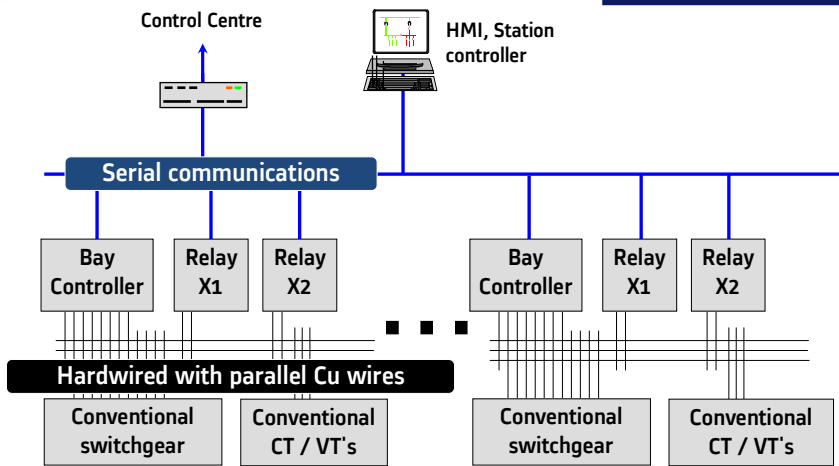 Control Centre
HMI, Station
controller
Serial communications
Bay
Controller
Relay
X1
Relay
X2
Bay
Controller
Relay
X1
Relay
X2
Hardwired with parallel Cu wires
Conventional
switchgear
Conventional
CT / VT's
Conventional
switchgear
Conventional
CT / VT's